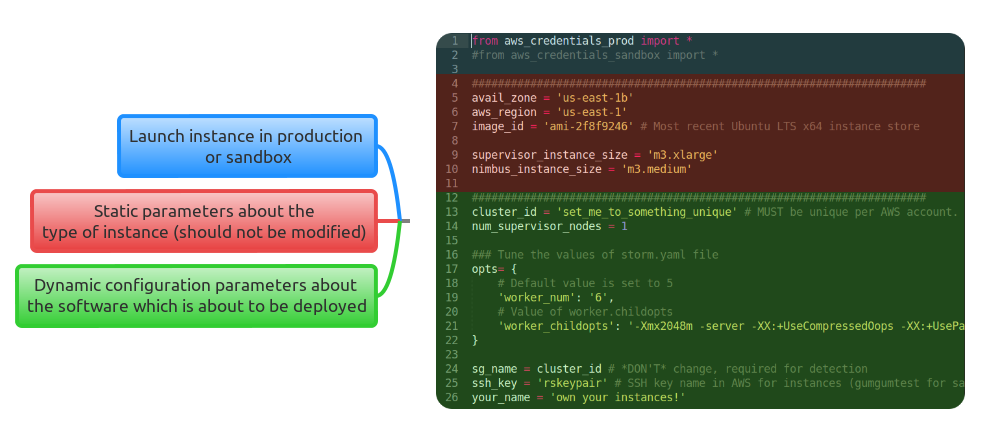 Launch instance in production
or sandbox
Static parameters about the
type of instance (should not be modified)
Dynamic configuration parameters about
the software which is about to be deployed
1 from aws_credentials_prod import *
2 #from aws_credentials_sandbox import *
3
4 ######################################################################
5 avail_zone = 'us-east-1b'
6 aws_region = 'us-east-1'
7 image_id = 'ami-2f8f9246' # Most recent Ubuntu LTS x64 instance store
8
9 supervisor_instance_size = 'm3.xlarge'
10 nimbus_instance_size = 'm3.medium'
11
12 ######################################################################
13 cluster_id = 'set_me_to_something_unique' # MUST be unique per AWS account.
14 num_supervisor_nodes = 1
15
16 ### Tune the values of storm.yaml file
17 opts= {
18     # Default value is set to 5
19     'worker_num': '6',
20     # Value of worker.childopts
21     'worker_childopts': '-Xmx2048m -server -XX:+UseCompressedOops -XX:+UsePa
22 }
23
24 sg_name = cluster_id # *DON'T* change, required for detection
25 ssh_key = 'rskeypair' # SSH key name in AWS for instances (gumgumtest for sa
26 your_name = 'own your instances!'